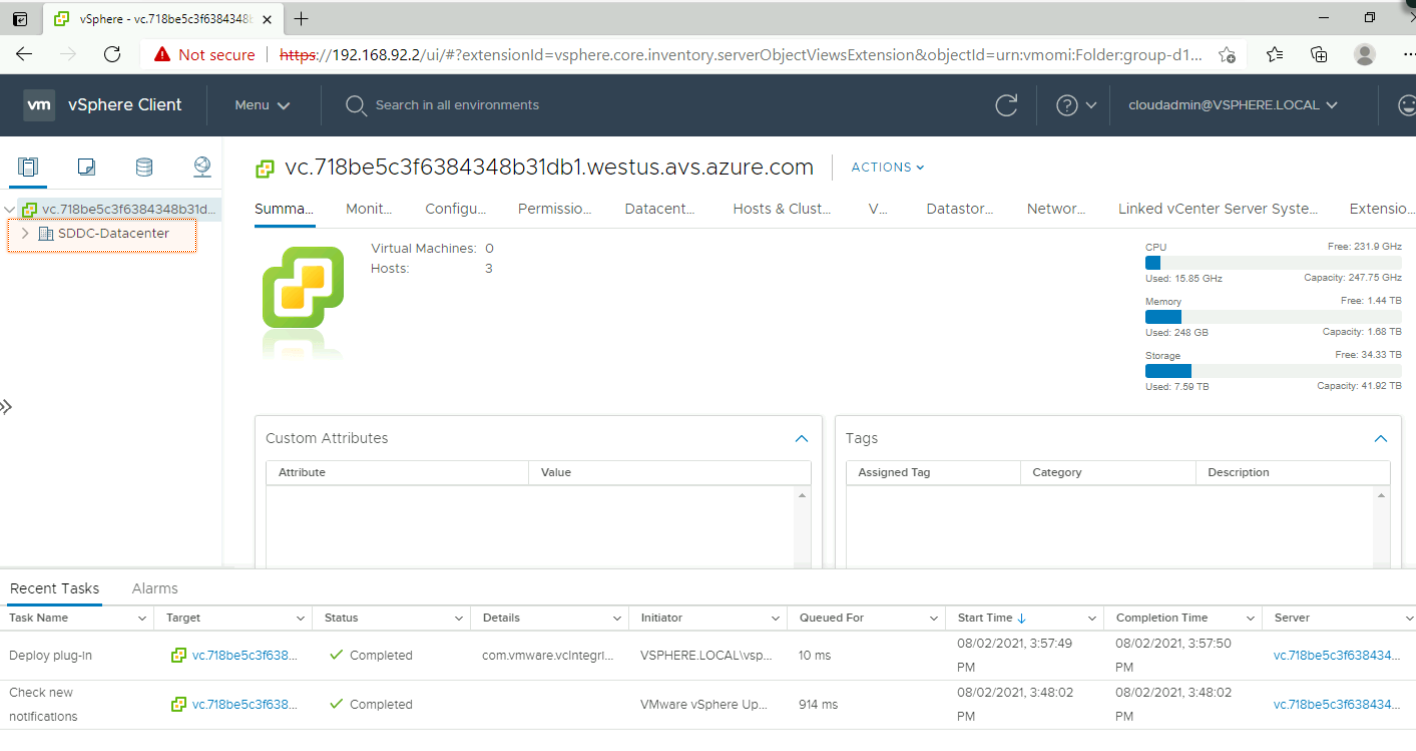 vSphere - vc.718be5c3f6384348
Not secure https://192.168.92.2/ui/#?extensionId=vsphere.core.inventory.serverObjectViewsExtension&objectId=urn:vmomi:Folder:group-d1...
vm vSphere Client Menu Search in all environments cloudadmin@VSPHERE.LOCAL
vc.718be5c3f6384348b31d...
SDDC-Datacenter
vc.718be5c3f6384348b31db1.westus.avs.azure.com ACTIONS
Summa... Monit... Configu... Permissio... Datacent... Hosts & Clust... V... Datastor... Networ... Linked vCenter Server Syste... Extensio...
Virtual Machines: 0
Hosts: 3
CPU Free: 231.9 GHz
Used: 15.85 GHz Capacity: 247.75 GHz
Memory Free: 1.44 TB
Used: 248 GB Capacity: 1.68 TB
Storage Free: 34.33 TB
Used: 7.59 TB Capacity: 41.92 TB
Custom Attributes
Attribute Value
Tags
Assigned Tag Category Description
Recent Tasks Alarms
Task Name Target Status Details Initiator Queued For Start Time Completion Time Server
Deploy plug-in vc.718be5c3f638... Completed com.vmware.vcIntegri... VSPHERE.LOCAL\vsp... 10 ms 08/02/2021, 3:57:49 PM 08/02/2021, 3:57:50 PM vc.718be5c3f638434...
Check new notifications vc.718be5c3f638... Completed VMware vSphere Up... 914 ms 08/02/2021, 3:48:02 PM 08/02/2021, 3:48:02 PM vc.718be5c3f638434...